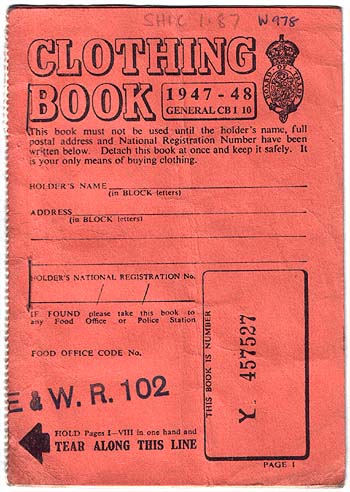 SHIC 1.87 W978
CLOTHING
BOOK
1947-48
GENERAL CB I 10
This book must not be used until the holder's name, full
postal address and National Registration Number have been
written below. Detach this book at once and keep it safely. It
is your only means of buying clothing.
HOLDER'S NAME
(in BLOCK letters)
ADDRESS
(in BLOCK letters)
HOLDER'S NATIONAL REGISTRATION No.
/ /
IF FOUND please take this book to
any Food Office or Police Station
FOOD OFFICE CODE No.
E & W. R. 102
HOLD Pages I-VIII in one hand and
TEAR ALONG THIS LINE
THIS BOOK IS NUMBER
Y 457527
PAGE I